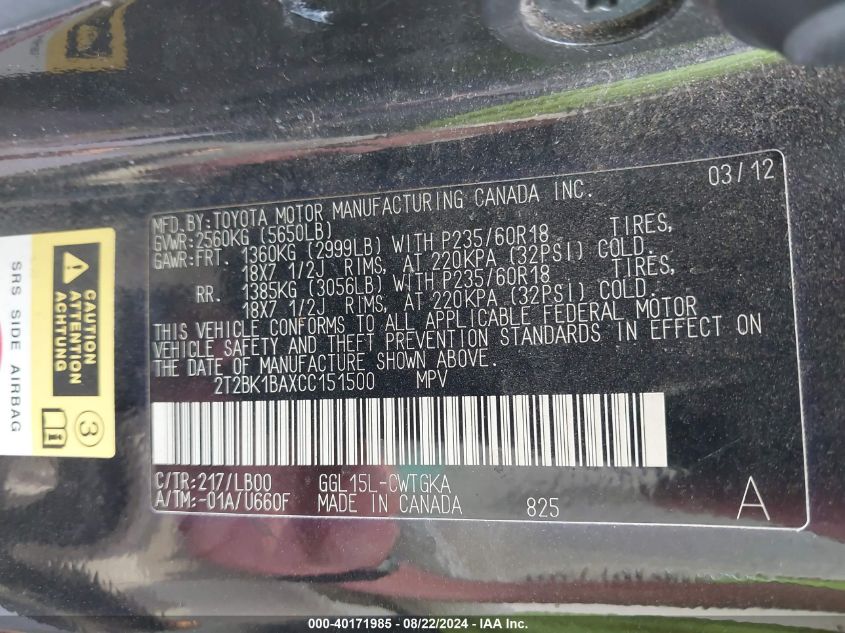 03/12
MFD.BY:TOYOTA MOTOR MANUFACTURING CANADA INC.
GVWR:2560KG (5650LB)
GAWR:FRT. 1360KG (2999LB) WITH P235/60R18 TIRES,
18X7 1/2J RIMS, AT 220KPA (32PSI) COLD.
RR. 1385KG (3056LB) WITH P235/60R18 TIRES,
18X7 1/2J RIMS, AT 220KPA (32PSI) COLD.
THIS VEHICLE CONFORMS TO ALL APPLICABLE FEDERAL MOTOR
VEHICLE SAFETY AND THEFT PREVENTION STANDARDS IN EFFECT ON
THE DATE OF MANUFACTURE SHOWN ABOVE.
2T2BK1BAXCC151500 MPV
C/TR:217/LB00 GGL15L-CWTGKA
A/TM:-01A/U660F MADE IN CANADA 825 A
SRS SIDE AIRBAG
CAUTION
ATTENTION
ACHTUNG
3
000-40171985 / 08/22/2024 - IAA Inc.